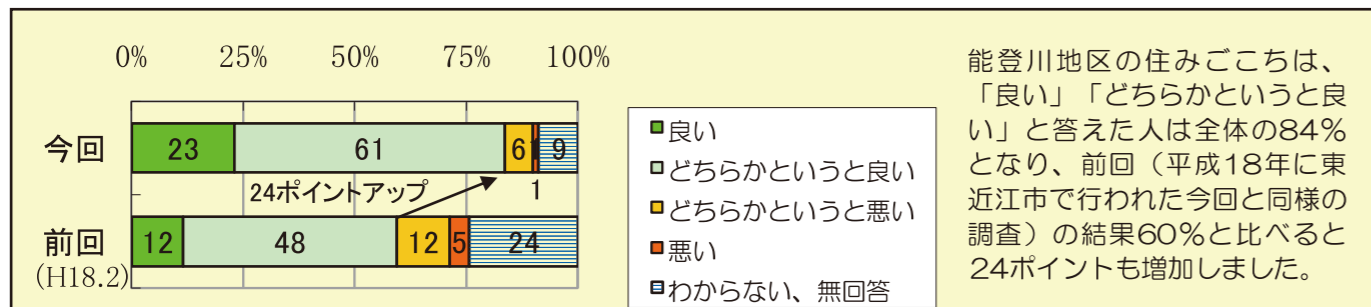 0% 25% 50% 75% 100%
今回 23 61 6 1 9
24ポイントアップ 1
前回 12 48 12 5 24
(H18.2)
■良い
■どちらかというと良い
■どちらかというと悪い
■悪い
■わからない、無回答
能登川地区の住みごこちは、
「良い」「どちらかというと良
い」と答えた人は全体の84%
となり、前回（平成18年に東
近江市で行われた今回と同様の
調査）の結果60%と比べると
24ポイントも増加しました。